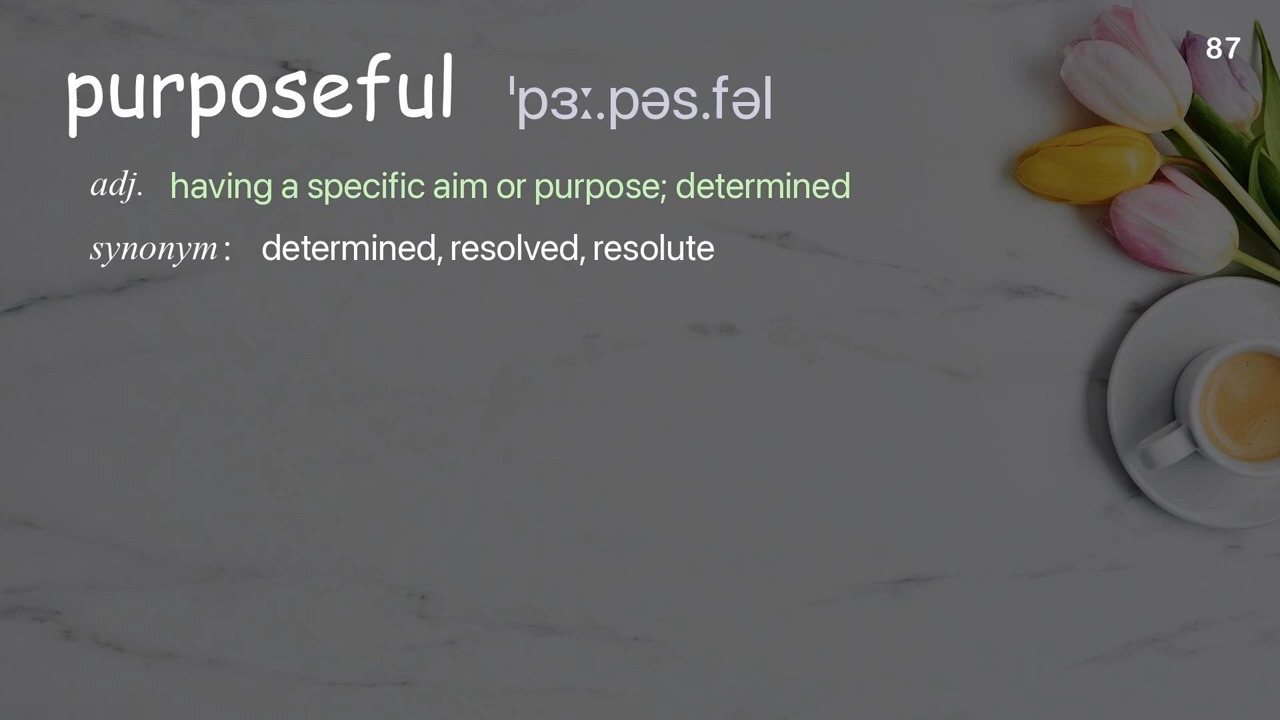 87
purposeful ˈpɜː.pəs.fəl
adj. having a specific aim or purpose; determined
synonym: determined, resolved, resolute